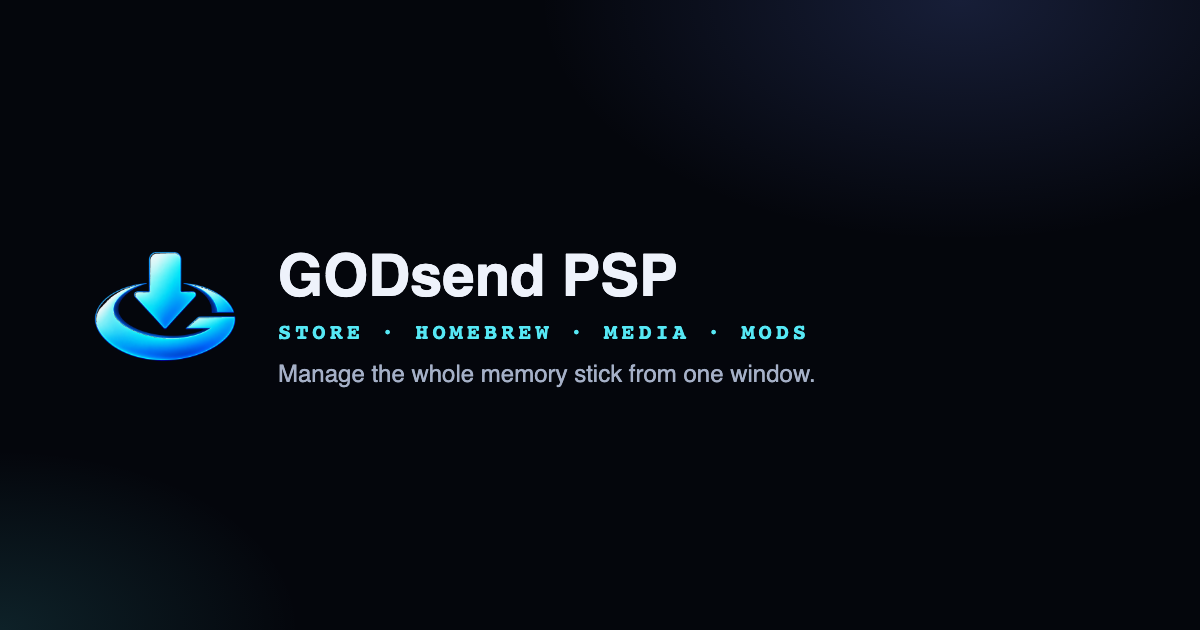 GODsend PSP
STORE · HOMEBREW · MEDIA · MODS
Manage the whole memory stick from one window.